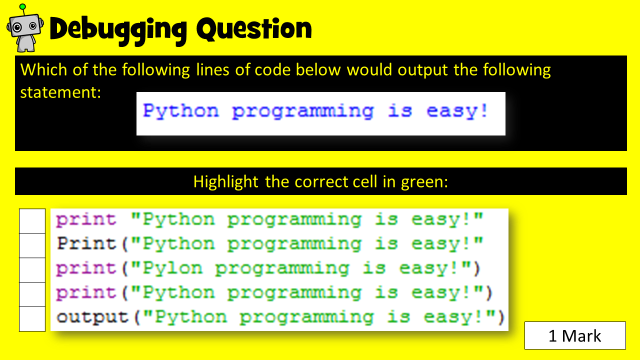 Debugging Question
Which of the following lines of code below would output the following
statement:
Python programming is easy!
Highlight the correct cell in green:
print "Python programming is easy!"
Print("Python programming is easy!"
print("Pylon programming is easy!")
print("Python programming is easy!")
output("Python programming is easy!")
1 Mark